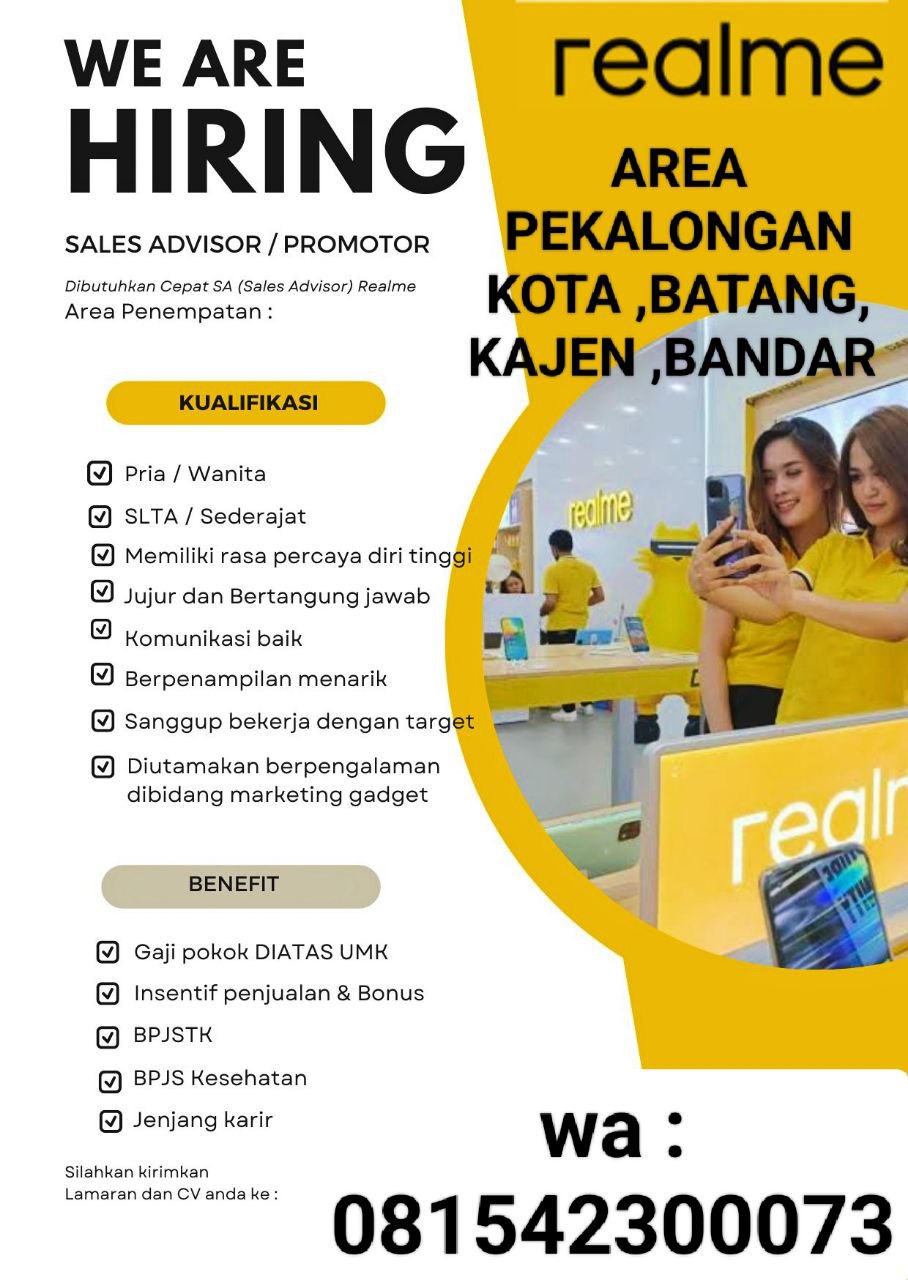 WE ARE
HIRING
SALES ADVISOR / PROMOTOR
Dibutuhkan Cepat SA (Sales Advisor) Realme
Area Penempatan :
realme
AREA
PEKALONGAN
KOTA ,BATANG,
KAJEN ,BANDAR
KUALIFIKASI
Pria / Wanita
SLTA / Sederajat
Memiliki rasa percaya diri tinggi
Jujur dan Bertangung jawab
Komunikasi baik
Berpenampilan menarik
Sanggup bekerja dengan target
Diutamakan berpengalaman
dibidang marketing gadget
realme
realm
BENEFIT
Gaji pokok DIATAS UMK
Insentif penjualan & Bonus
BPJSTK
BPJS Kesehatan
Jenjang karir
Silahkan kirimkan
Lamaran dan CV anda ke :
wa :
081542300073